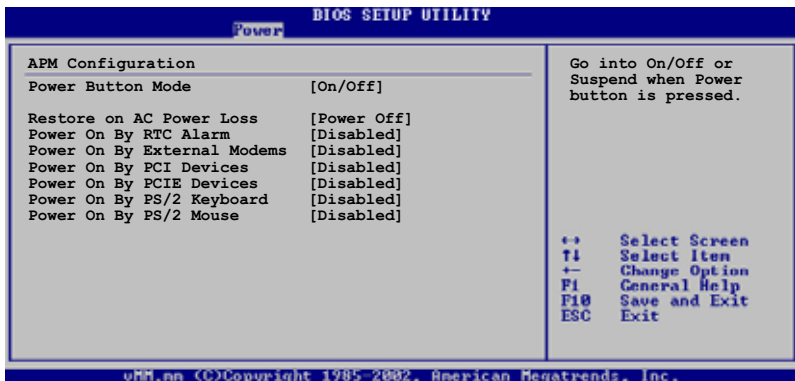 BIOS SETUP UTILITY
Power
APM Configuration
Power Button Mode [On/Off]
Restore on AC Power Loss [Power Off]
Power On By RTC Alarm [Disabled]
Power On By External Modems [Disabled]
Power On By PCI Devices [Disabled]
Power On By PCIE Devices [Disabled]
Power On By PS/2 Keyboard [Disabled]
Power On By PS/2 Mouse [Disabled]
Go into On/Off or
Suspend when Power
button is pressed.
↔ Select Screen
↑↓ Select Item
+- Change Option
F1 General Help
F10 Save and Exit
ESC Exit
vMM.mm (C)Copyright 1985-2002, American Megatrends, Inc.